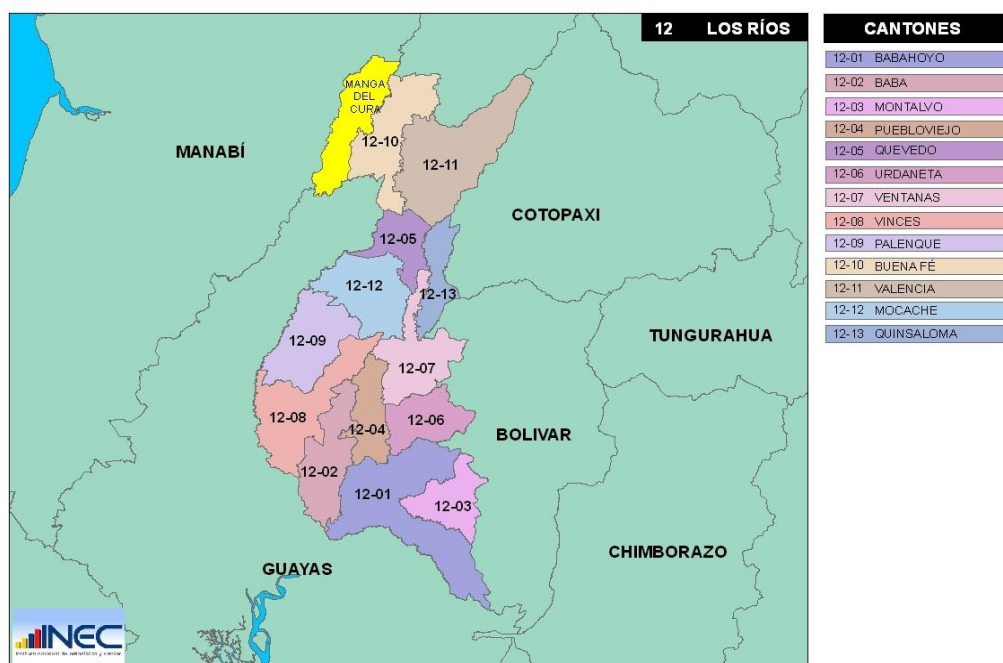 12 LOS RÍOS
MANGA
DEL
CURA
12-10
MANABÍ
12-11
COTOPAXI
12-05
12-12
12-13
12-09
TUNGURAHUA
12-07
12-08
12-06
12-04
BOLIVAR
12-02
12-01
12-03
CHIMBORAZO
GUAYAS
INEC
CANTONES
12-01 BABAHOYO
12-02 BABA
12-03 MONTALVO
12-04 PUEBLOVIEJO
12-05 QUEVEDO
12-06 URDANETA
12-07 VENTANAS
12-08 VINCES
12-09 PALENQUE
12-10 BUENA FÉ
12-11 VALENCIA
12-12 MOCACHE
12-13 QUINSALOMA